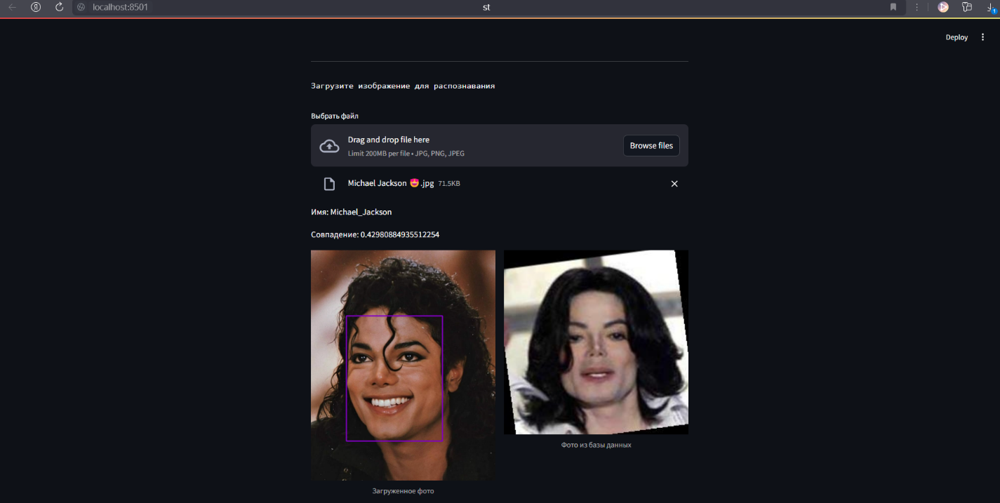 localhost:8501
st
Deploy
Загрузите изображение для распознавания
Выбрать файл
Drag and drop file here
Limit 200MB per file • JPG, PNG, JPEG
Browse files
Michael Jackson 🤩.jpg 71.5KB
Имя: Michael_Jackson
Совпадение: 0.42980884935512254
Фото из базы данных
Загруженное фото